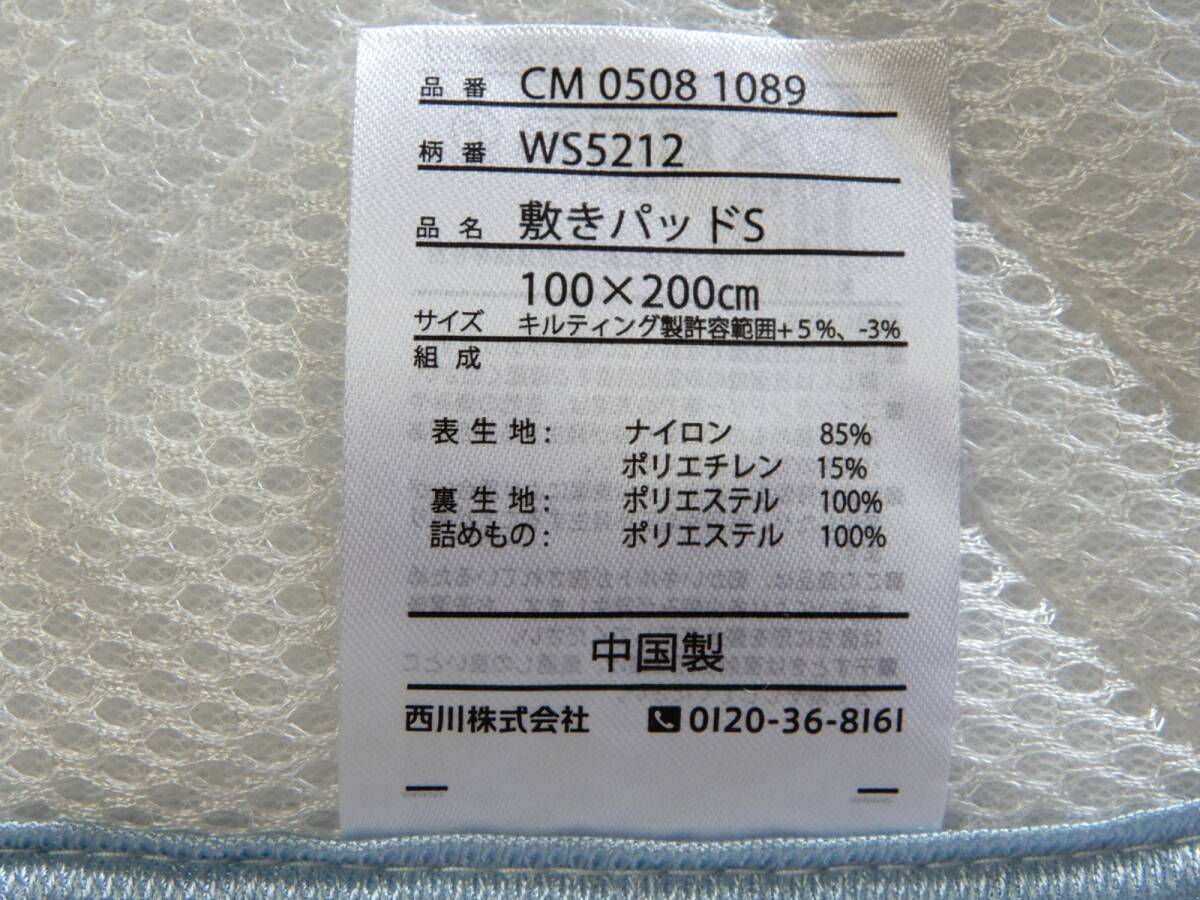 品番 CM 0508 1089
柄番 WS5212
品名 敷きパッドS
100×200㎝
サイズ キルティング製許容範囲+5%、-3%
組成
表生地: ナイロン 85%
ポリエチレン 15%
裏生地: ポリエステル 100%
詰めもの: ポリエステル 100%
中国製
西川株式会社 0120-36-8161